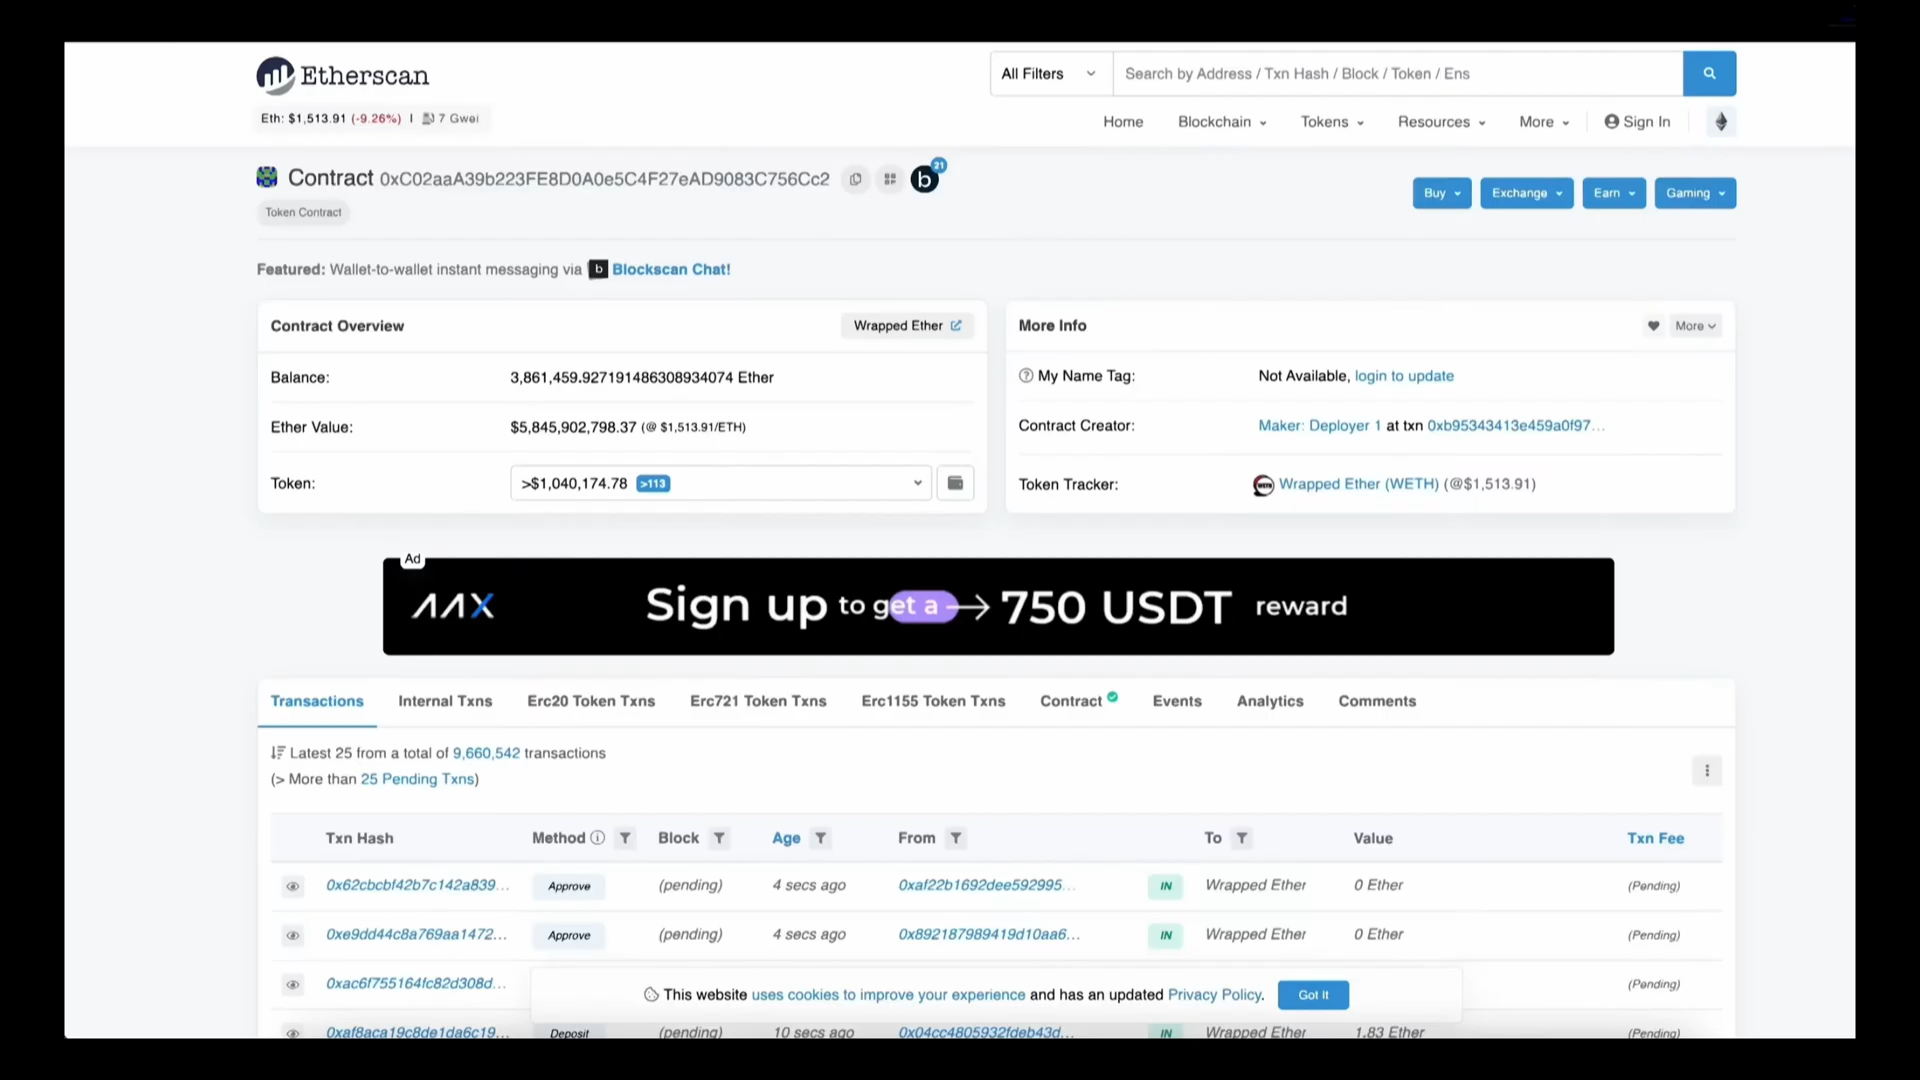 Etherscan
All Filters
Search by Address / Txn Hash / Block / Token / Ens
Eth: $1,513.91 (-9.26%) | 7 Gwei
Home Blockchain Tokens Resources More Sign In
Contract 0xC02aaA39b223FE8D0A0e5C4F27eAD9083C756Cc2
b 21
Token Contract
Buy Exchange Earn Gaming
Featured: Wallet-to-wallet instant messaging via b Blockscan Chat!
Contract Overview
Wrapped Ether
Balance: 3,861,459.927191486308934074 Ether
Ether Value: $5,845,902,798.37 (@ $1,513.91/ETH)
Token: >$1,040,174.78 >113
More Info
More
My Name Tag: Not Available, login to update
Contract Creator: Maker: Deployer 1 at txn 0xb95343413e459a0f97...
Token Tracker: WETH Wrapped Ether (WETH) (@$1,513.91)
Ad
AAX Sign up to get a → 750 USDT reward
Transactions Internal Txns Erc20 Token Txns Erc721 Token Txns Erc1155 Token Txns Contract Events Analytics Comments
Latest 25 from a total of 9,660,542 transactions
(> More than 25 Pending Txns)
Txn Hash Method Block Age From To Value Txn Fee
0x62cbcbf42b7c142a839... Approve (pending) 4 secs ago 0xaf22b1692dee592995... IN Wrapped Ether 0 Ether (Pending)
0xe9dd44c8a769aa1472... Approve (pending) 4 secs ago 0x892187989419d10aa6... IN Wrapped Ether 0 Ether (Pending)
0xac6f755164fc82d308d... (Pending)
This website uses cookies to improve your experience and has an updated Privacy Policy. Got It
0xaf8aca19c8de1da6c19... Deposit (pending) 10 secs ago 0x04cc4805932fdeb43d... IN Wrapped Ether 1.83 Ether (Pending)